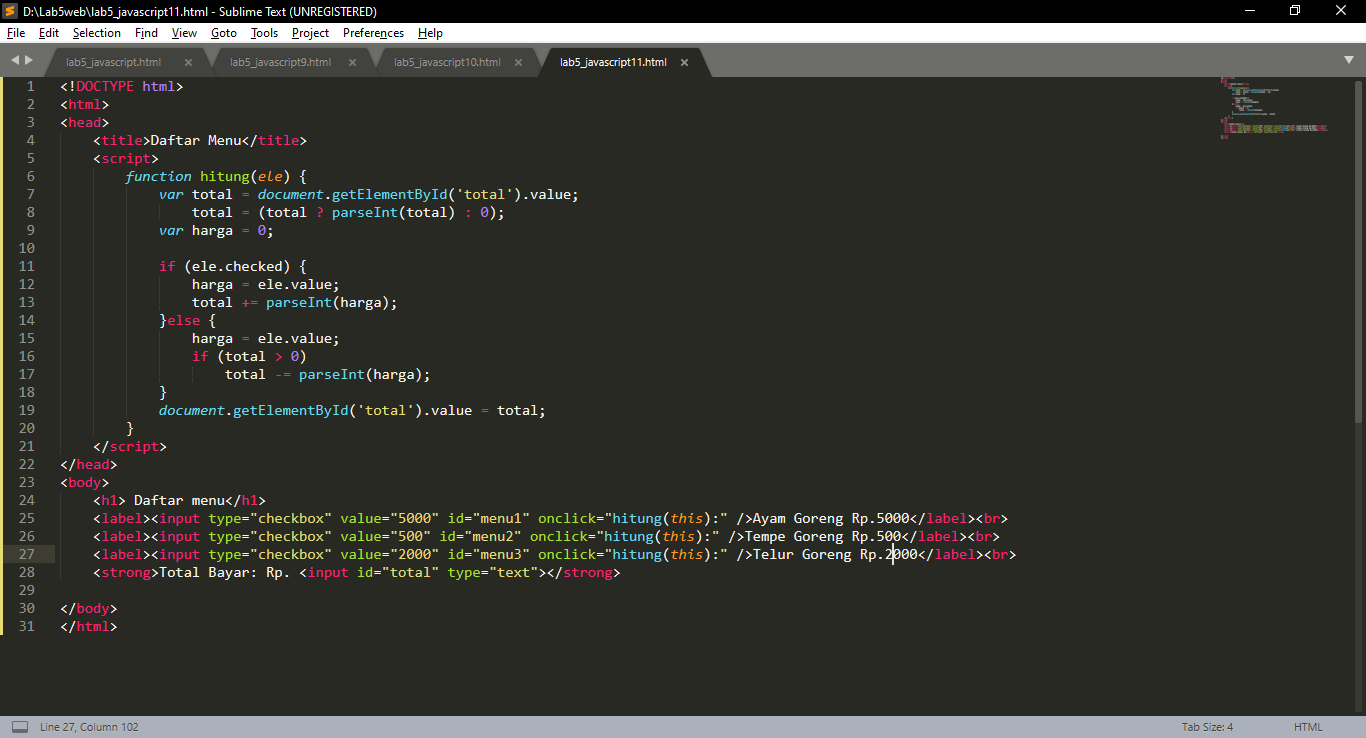 D:\Lab5web\lab5_javascript11.html - Sublime Text (UNREGISTERED)
File Edit Selection Find View Goto Tools Project Preferences Help
lab5_javascript.html lab5_javascript9.html lab5_javascript10.html lab5_javascript11.html
1 <!DOCTYPE html>
2 <html>
3 <head>
4 <title>Daftar Menu</title>
5 <script>
6 function hitung(ele) {
7 var total = document.getElementById('total').value;
8 total = (total ? parseInt(total) : 0);
9 var harga = 0;
10
11 if (ele.checked) {
12 harga = ele.value;
13 total += parseInt(harga);
14 }else {
15 harga = ele.value;
16 if (total > 0)
17 total -= parseInt(harga);
18 }
19 document.getElementById('total').value = total;
20 }
21 </script>
22 </head>
23 <body>
24 <h1> Daftar menu</h1>
25 <label><input type="checkbox" value="5000" id="menu1" onclick="hitung(this):" />Ayam Goreng Rp.5000</label><br>
26 <label><input type="checkbox" value="500" id="menu2" onclick="hitung(this):" />Tempe Goreng Rp.500</label><br>
27 <label><input type="checkbox" value="2000" id="menu3" onclick="hitung(this):" />Telur Goreng Rp.2000</label><br>
28 <strong>Total Bayar: Rp. <input id="total" type="text"></strong>
29
30 </body>
31 </html>
Line 27, Column 102 Tab Size: 4 HTML